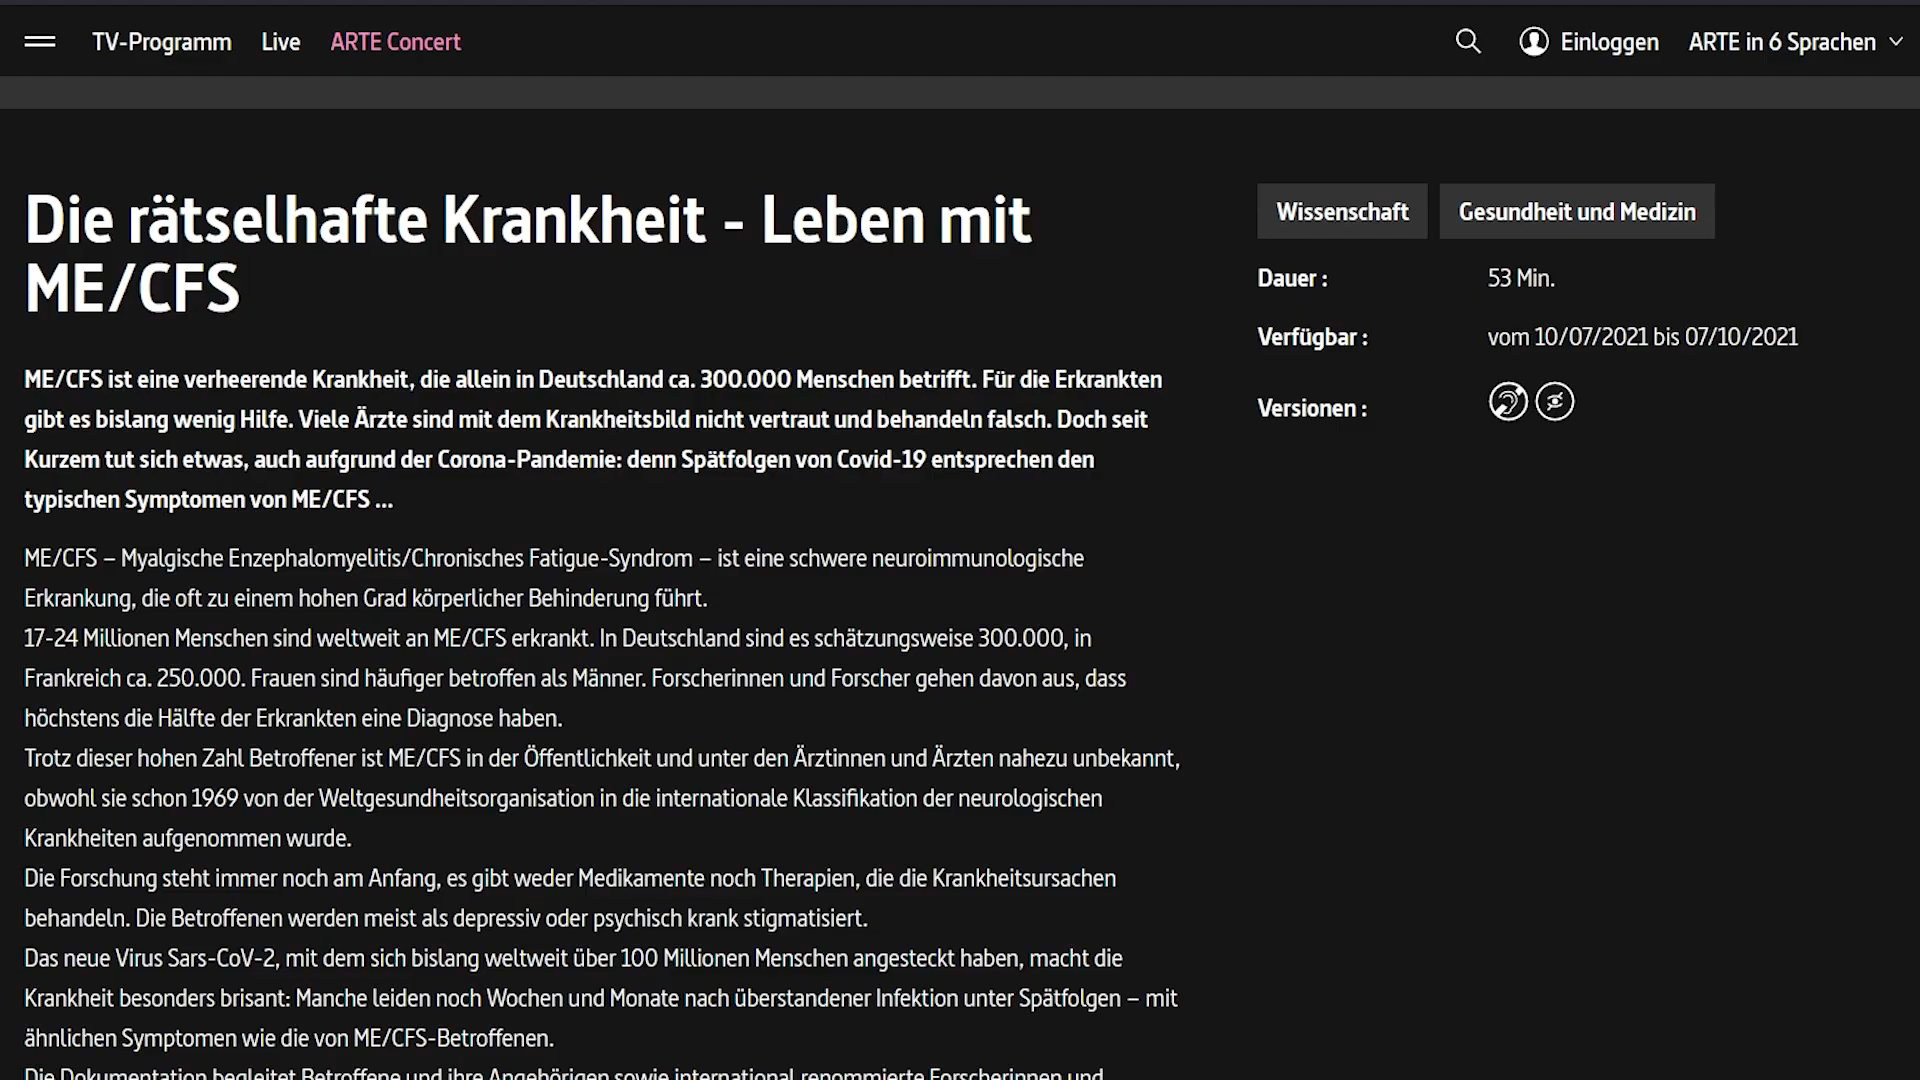 TV-Programm Live ARTE Concert Einloggen ARTE in 6 Sprachen
Die rätselhafte Krankheit - Leben mit
ME/CFS
ME/CFS ist eine verheerende Krankheit, die allein in Deutschland ca. 300.000 Menschen betrifft. Für die Erkrankten
gibt es bislang wenig Hilfe. Viele Ärzte sind mit dem Krankheitsbild nicht vertraut und behandeln falsch. Doch seit
Kurzem tut sich etwas, auch aufgrund der Corona-Pandemie: denn Spätfolgen von Covid-19 entsprechen den
typischen Symptomen von ME/CFS ...
ME/CFS – Myalgische Enzephalomyelitis/Chronisches Fatigue-Syndrom – ist eine schwere neuroimmunologische
Erkrankung, die oft zu einem hohen Grad körperlicher Behinderung führt.
17-24 Millionen Menschen sind weltweit an ME/CFS erkrankt. In Deutschland sind es schätzungsweise 300.000, in
Frankreich ca. 250.000. Frauen sind häufiger betroffen als Männer. Forscherinnen und Forscher gehen davon aus, dass
höchstens die Hälfte der Erkrankten eine Diagnose haben.
Trotz dieser hohen Zahl Betroffener ist ME/CFS in der Öffentlichkeit und unter den Ärztinnen und Ärzten nahezu unbekannt,
obwohl sie schon 1969 von der Weltgesundheitsorganisation in die internationale Klassifikation der neurologischen
Krankheiten aufgenommen wurde.
Die Forschung steht immer noch am Anfang, es gibt weder Medikamente noch Therapien, die die Krankheitsursachen
behandeln. Die Betroffenen werden meist als depressiv oder psychisch krank stigmatisiert.
Das neue Virus Sars-CoV-2, mit dem sich bislang weltweit über 100 Millionen Menschen angesteckt haben, macht die
Krankheit besonders brisant: Manche leiden noch Wochen und Monate nach überstandener Infektion unter Spätfolgen – mit
ähnlichen Symptomen wie die von ME/CFS-Betroffenen.
Die Dokumentation begleitet Betroffene und ihre Angehörigen sowie international renommierte Forscherinnen und
Wissenschaft Gesundheit und Medizin
Dauer : 53 Min.
Verfügbar : vom 10/07/2021 bis 07/10/2021
Versionen :